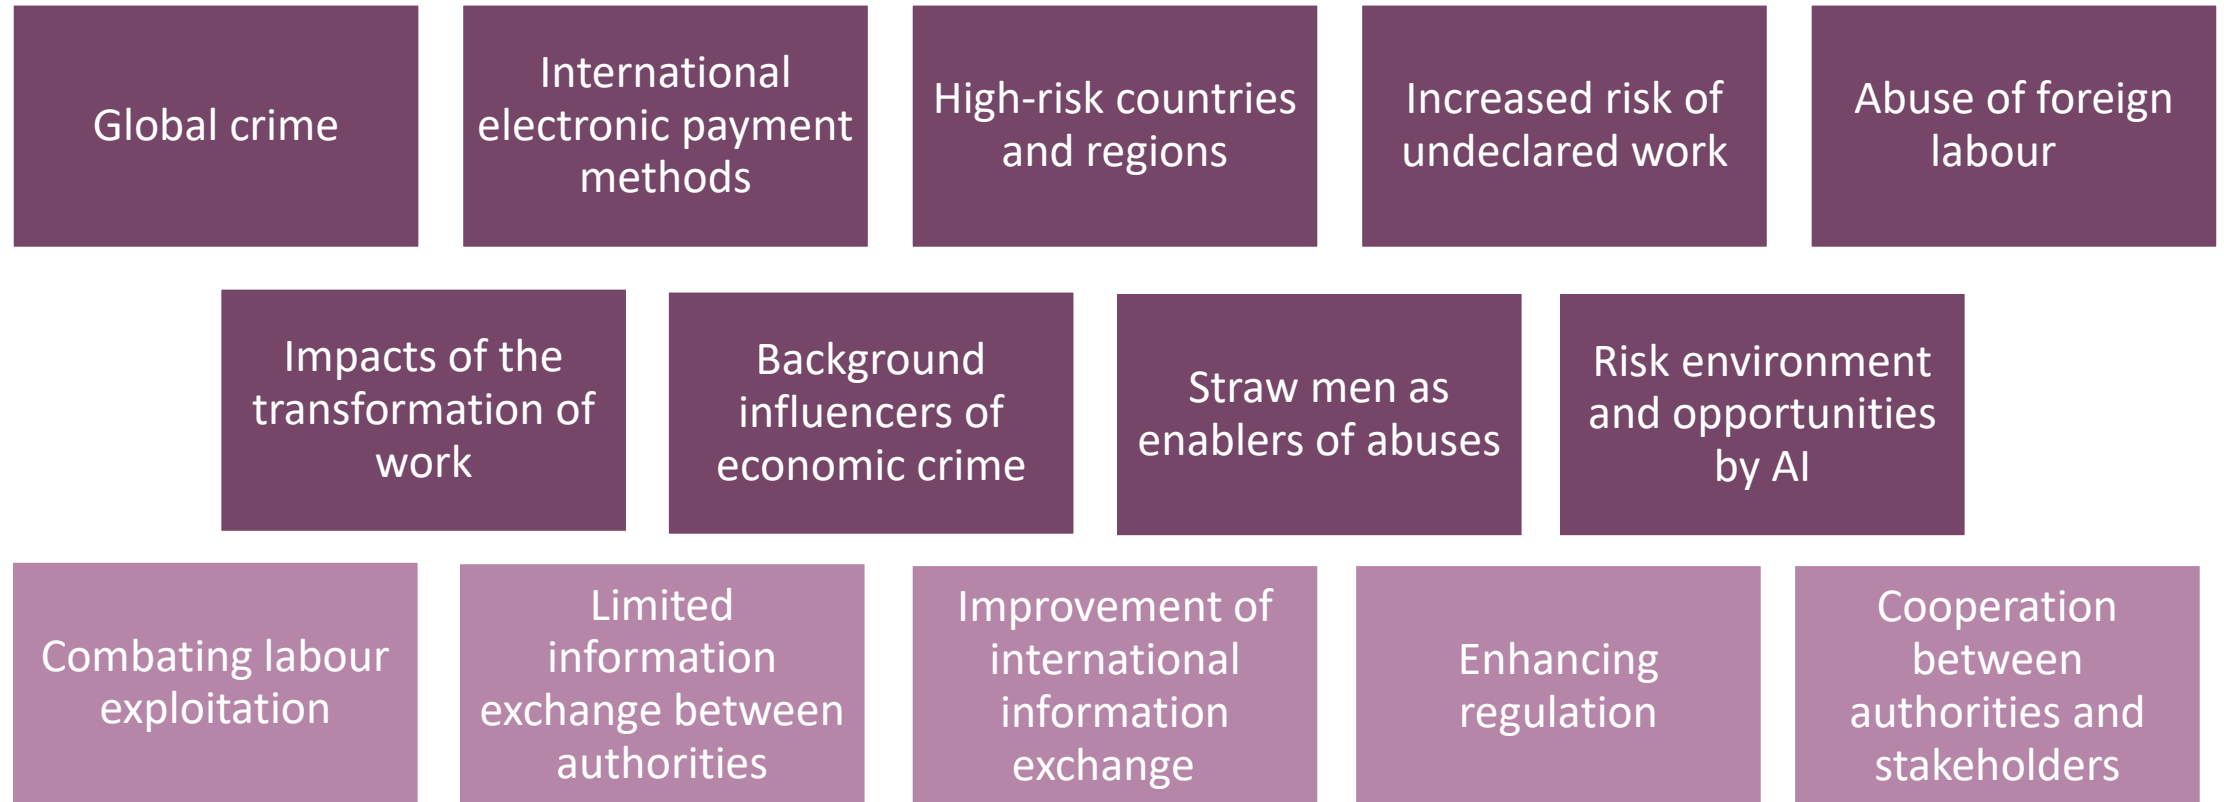 Global crime
International
electronic payment
methods
High-risk countries
and regions
Increased risk of
undeclared work
Abuse of foreign
labour
Impacts of the
transformation of
work
Background
influencers of
economic crime
Straw men as
enablers of abuses
Risk environment
and opportunities
by AI
Combating labour
exploitation
Limited
information
exchange between
authorities
Improvement of
international
information
exchange
Enhancing
regulation
Cooperation
between
authorities and
stakeholders